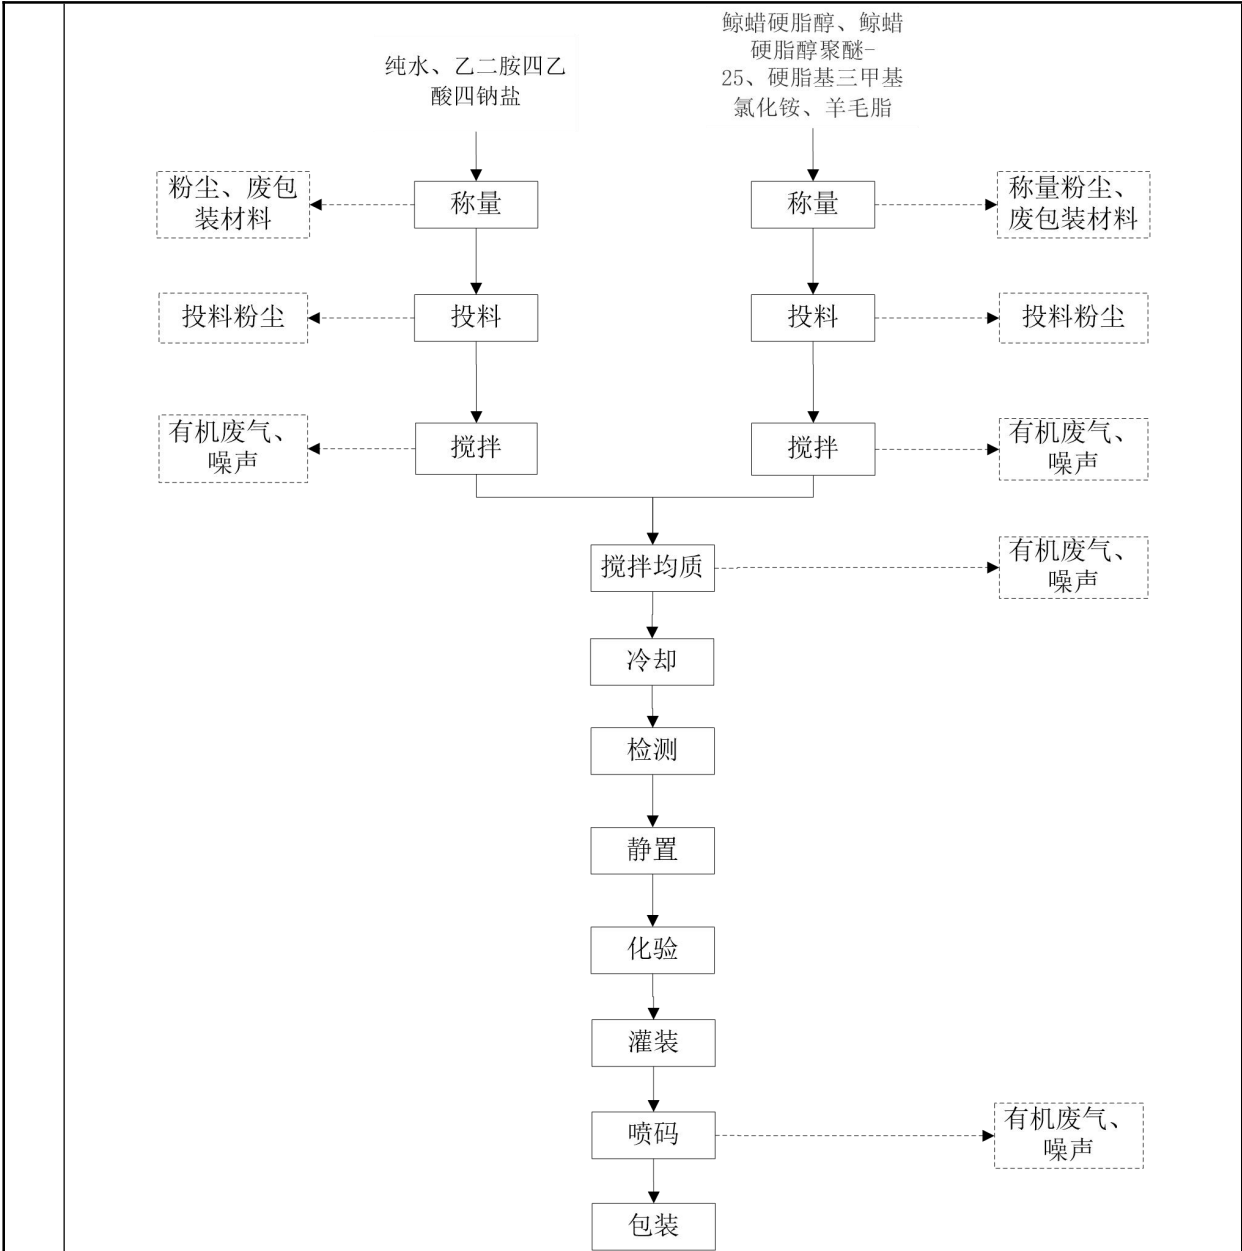 鲸蜡硬脂醇、鲸蜡
硬脂醇聚醚-
25、硬脂基三甲基
氯化铵、羊毛脂
纯水、乙二胺四乙
酸四钠盐
粉尘、废包
装材料
称量
称量
称量粉尘、
废包装材料
投料粉尘
投料
投料
投料粉尘
有机废气、
噪声
搅拌
搅拌
有机废气、
噪声
搅拌均质
有机废气、
噪声
冷却
检测
静置
化验
灌装
喷码
有机废气、
噪声
包装